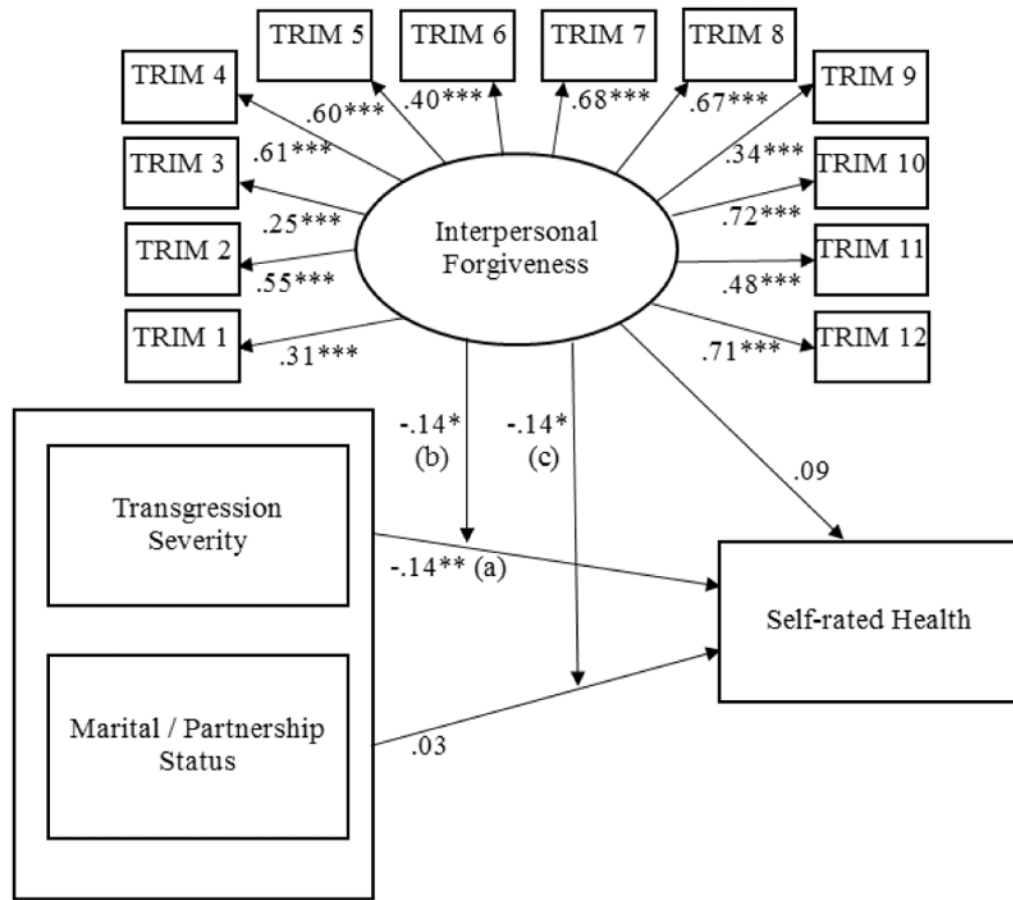 TRIM 5
TRIM 6
TRIM 7
TRIM 8
TRIM 4
TRIM 9
.60***
.40***
.68***
.67***
.61***
.34***
TRIM 3
TRIM 10
.25***
.72***
Interpersonal
Forgiveness
TRIM 2
TRIM 11
.55***
.48***
TRIM 1
TRIM 12
.31***
.71***
-.14*
(b)
-.14*
(c)
.09
Transgression
Severity
-.14** (a)
Self-rated Health
Marital / Partnership
Status
.03